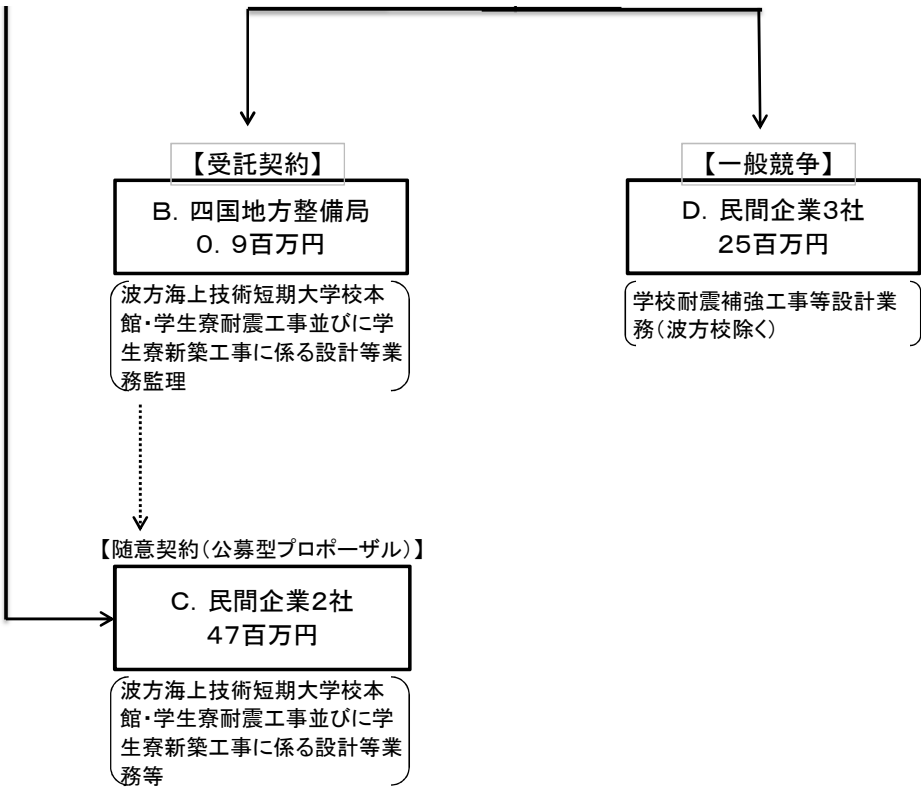 【受託契約】
B. 四国地方整備局
0. 9百万円
波方海上技術短期大学校本
館・学生寮耐震工事並びに学
生寮新築工事に係る設計等業
務監理
【一般競争】
D. 民間企業3社
25百万円
学校耐震補強工事等設計業
務(波方校除く)
【随意契約(公募型プロポーザル)】
C. 民間企業2社
47百万円
波方海上技術短期大学校本
館・学生寮耐震工事並びに学
生寮新築工事に係る設計等業
務等